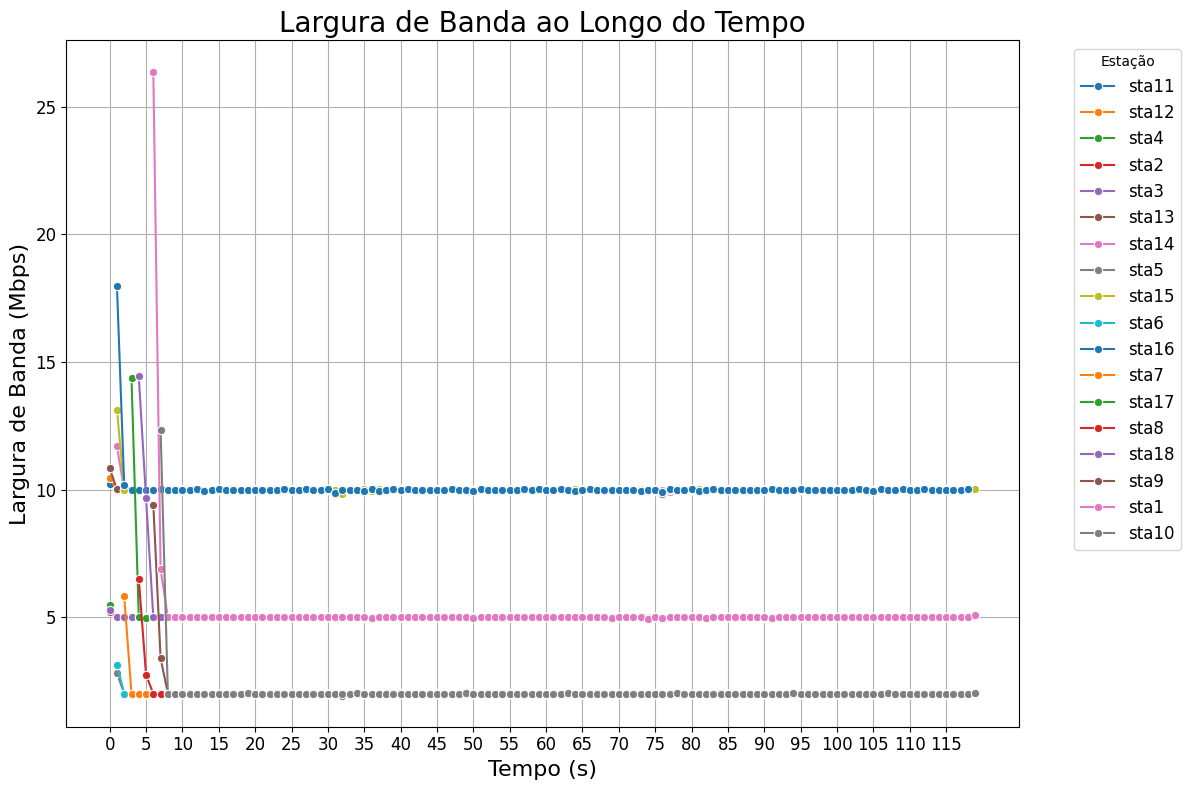 Largura de Banda ao Longo do Tempo
Largura de Banda (Mbps)
25
20
15
10
5
0 5 10 15 20 25 30 35 40 45 50 55 60 65 70 75 80 85 90 95 100 105 110 115
Tempo (s)
Estação
sta11
sta12
sta4
sta2
sta3
sta13
sta14
sta5
sta15
sta6
sta16
sta7
sta17
sta8
sta18
sta9
sta1
sta10